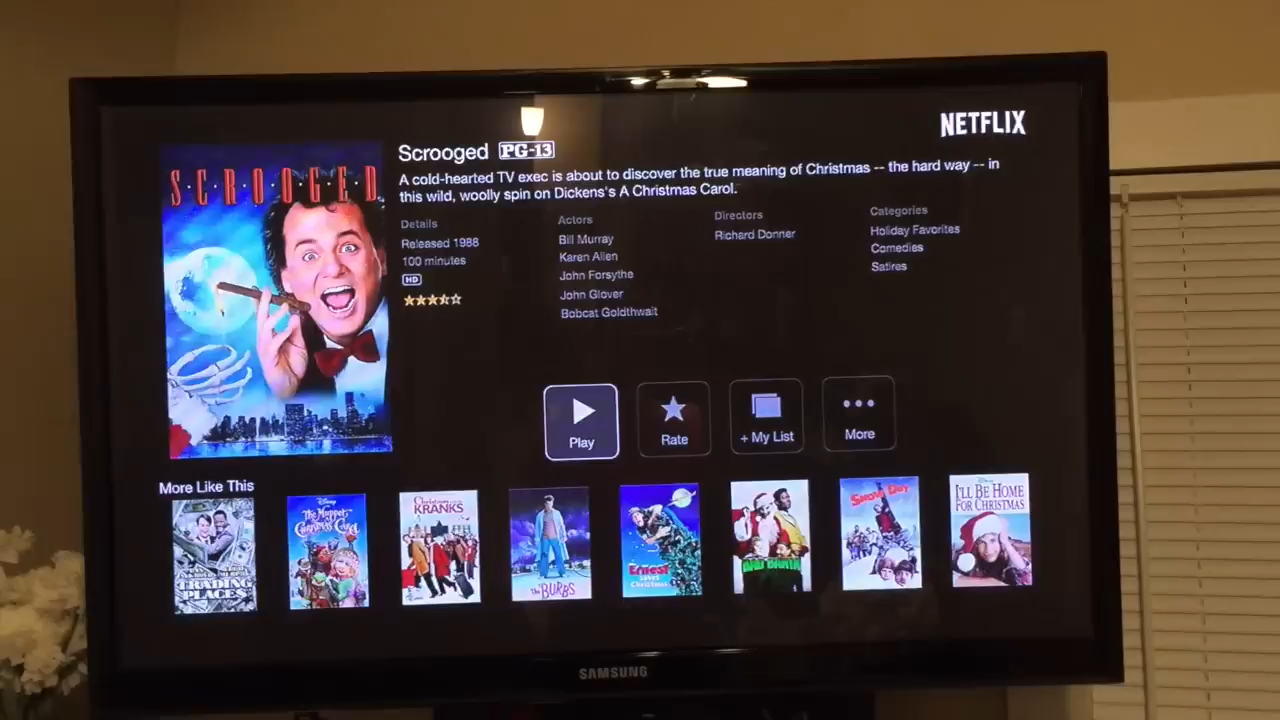 NETFLIX
Scrooged PG-13
A cold-hearted TV exec is about to discover the true meaning of Christmas -- the hard way -- in
this wild, woolly spin on Dickens's A Christmas Carol.
Details
Released 1988
100 minutes
HD
Actors
Bill Murray
Karen Allen
John Forsythe
John Glover
Bobcat Goldthwait
Directors
Richard Donner
Categories
Holiday Favorites
Comedies
Satires
S·C·R·O·O·G·E·D
Play
Rate
+ My List
More
More Like This
TRADING
PLACES
Disney
The Muppet
Christmas Carol
Christmas
KRANKS
The 'BURBS
Ernest
Saves
Christmas
BAD SANTA
SNOW DAY
Disney
I'LL BE HOME
FOR CHRISTMAS
SAMSUNG